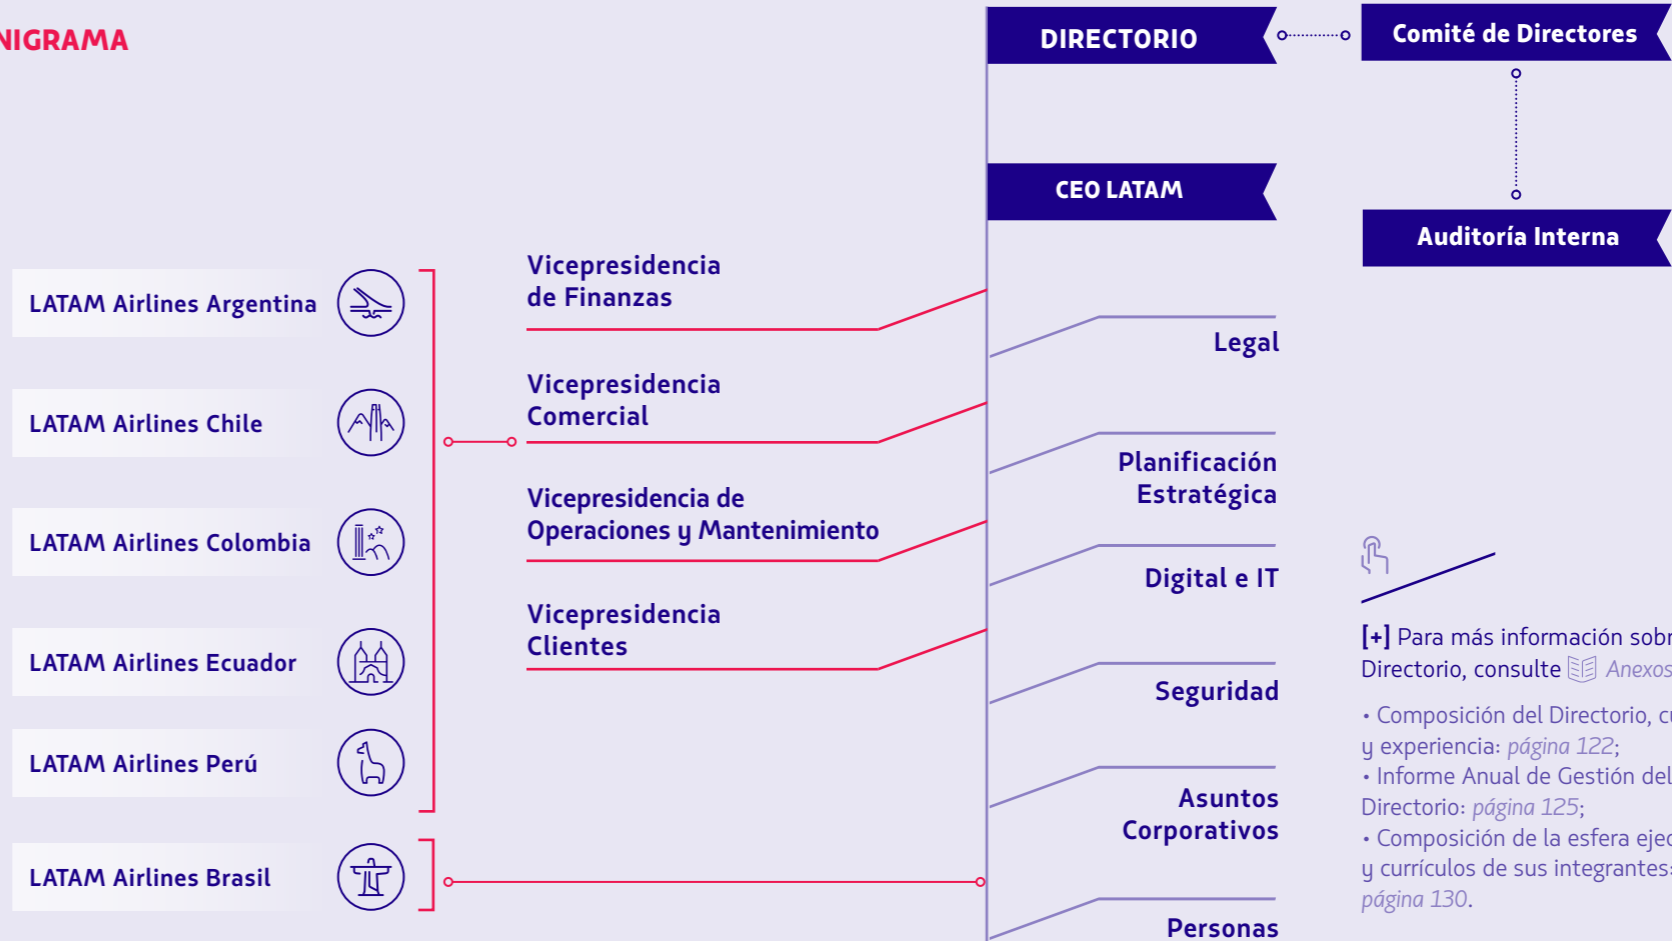 NIGRAMA
DIRECTORIO
Comité de Directores
CEO LATAM
Auditoría Interna
LATAM Airlines Argentina
LATAM Airlines Chile
LATAM Airlines Colombia
LATAM Airlines Ecuador
LATAM Airlines Perú
LATAM Airlines Brasil
Vicepresidencia
de Finanzas
Vicepresidencia
Comercial
Vicepresidencia de
Operaciones y Mantenimiento
Vicepresidencia
Clientes
Legal
Planificación
Estratégica
Digital e IT
Seguridad
Asuntos
Corporativos
Personas
[+] Para más información
Directorio, consulte Anexos
• Composición del Directorio,
y experiencia: página 122;
• Informe Anual de Gestión del
Directorio: página 125;
• Composición de la esfera
y currículos de sus integrantes:
página 130.